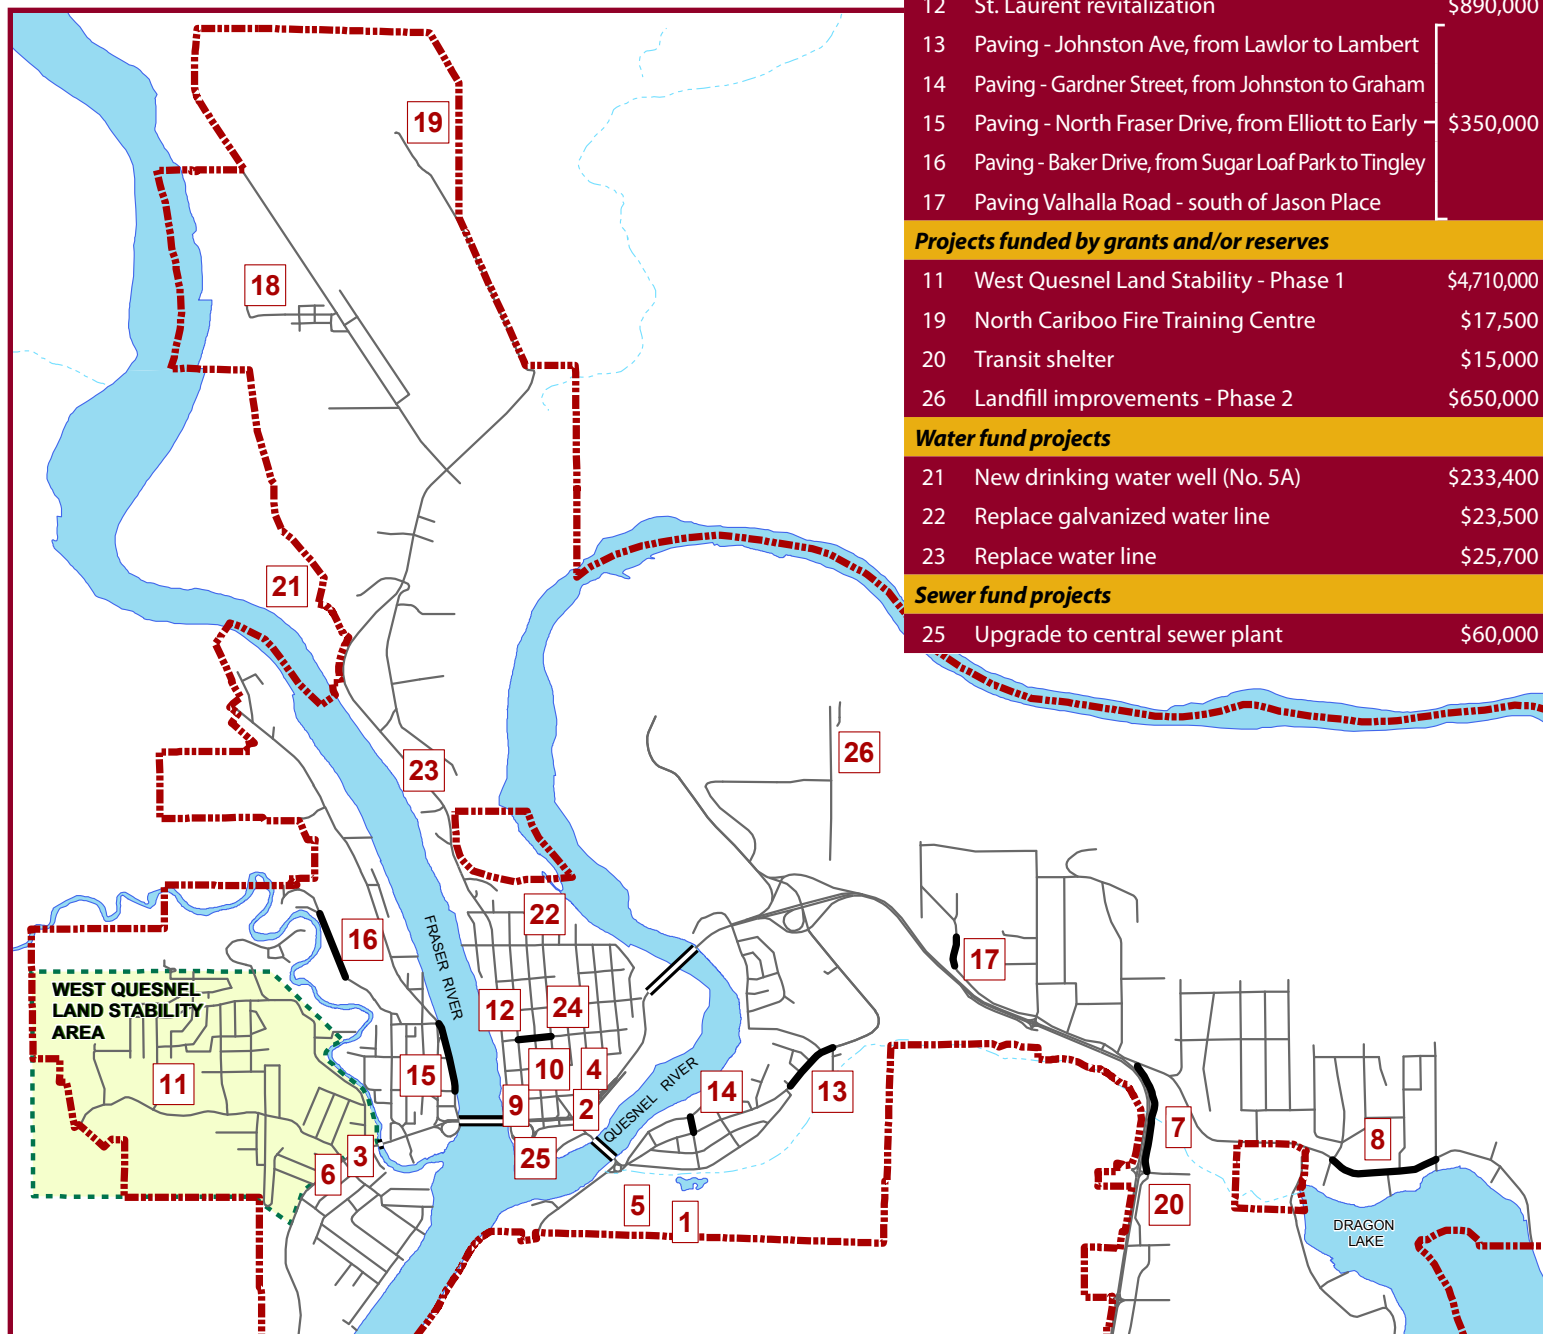 12 St. Laurent revitalization $890,000
13 Paving - Johnston Ave, from Lawlor to Lambert
14 Paving - Gardner Street, from Johnston to Graham
15 Paving - North Fraser Drive, from Elliott to Early $350,000
16 Paving - Baker Drive, from Sugar Loaf Park to Tingley
17 Paving Valhalla Road - south of Jason Place
Projects funded by grants and/or reserves
11 West Quesnel Land Stability - Phase 1 $4,710,000
19 North Cariboo Fire Training Centre $17,500
20 Transit shelter $15,000
26 Landfill improvements - Phase 2 $650,000
Water fund projects
21 New drinking water well (No. 5A) $233,400
22 Replace galvanized water line $23,500
23 Replace water line $25,700
Sewer fund projects
25 Upgrade to central sewer plant $60,000
19
18
21
23
26
22
16
FRASER RIVER
17
WEST QUESNEL
LAND STABILITY
AREA
12
24
11
15
10
4
14
13
9
2
QUESNEL RIVER
7
8
3
25
6
5
1
20
DRAGON
LAKE